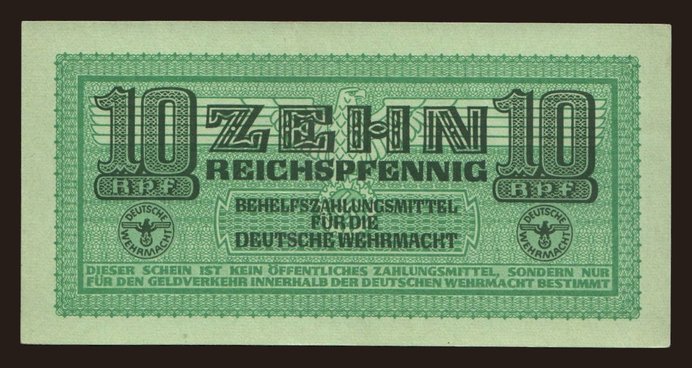 10 ZEHN 10
REICHSPFENNIG
Rpf Rpf
BEHELFSZAHLUNGSMITTEL
FÜR DIE
DEUTSCHE WEHRMACHT
DEUTSCHE WEHRMACHT
DEUTSCHE WEHRMACHT
DIESER SCHEIN IST KEIN ÖFFENTLICHES ZAHLUNGSMITTEL, SONDERN NUR
FÜR DEN GELDVERKEHR INNERHALB DER DEUTSCHEN WEHRMACHT BESTIMMT